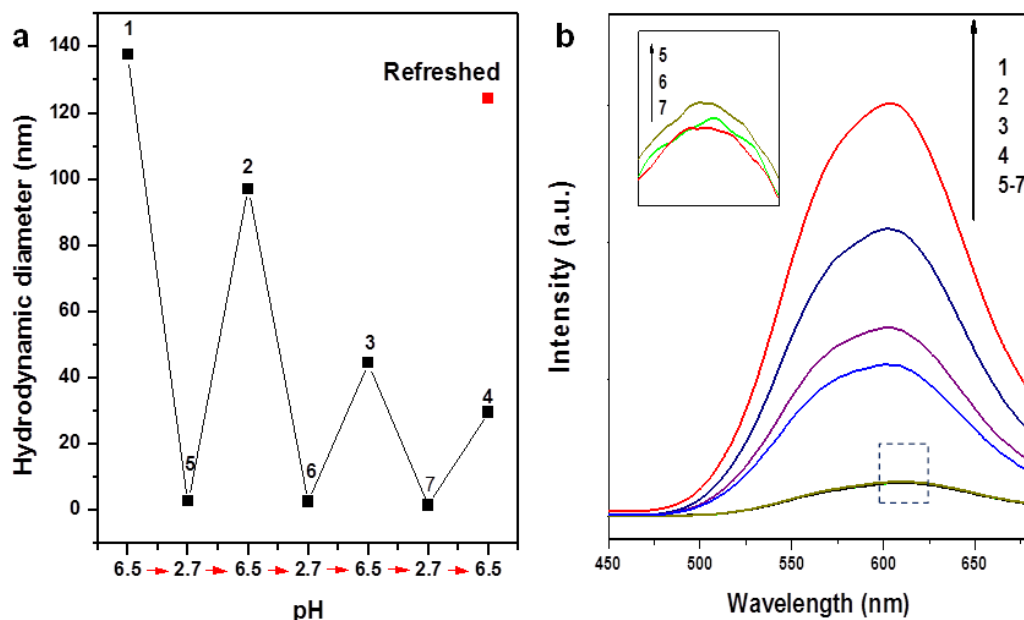 a
Hydrodynamic diameter (nm)
140
120
100
80
60
40
20
0
1
5
2
6
3
7
4
Refreshed
6.5 → 2.7 → 6.5 → 2.7 → 6.5 → 2.7 → 6.5
pH
b
Intensity (a.u.)
5
6
7
1
2
3
4
5-7
450 500 550 600 650
Wavelength (nm)